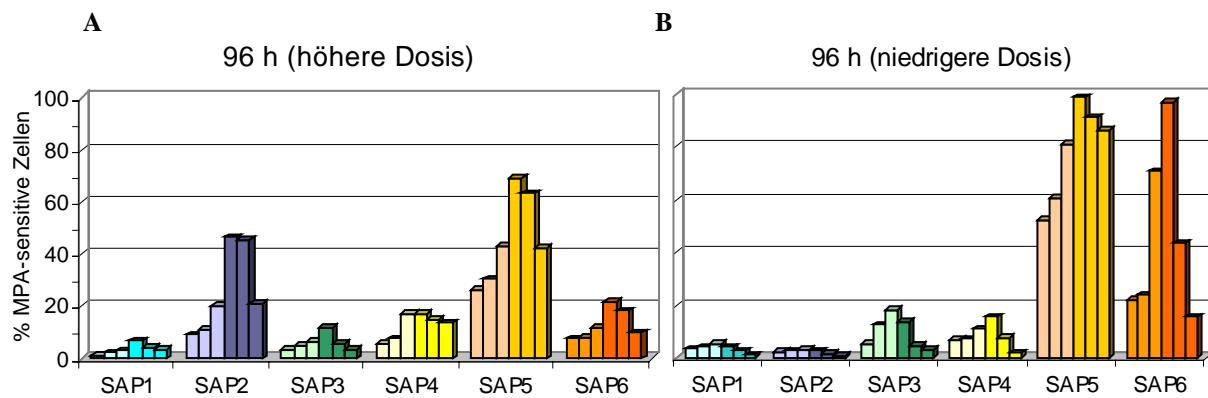 A
B
96 h (höhere Dosis)
96 h (niedrigere Dosis)
% MPA-sensitive Zellen
100
80
60
40
20
0
SAP1 SAP2 SAP3 SAP4 SAP5 SAP6
SAP1 SAP2 SAP3 SAP4 SAP5 SAP6